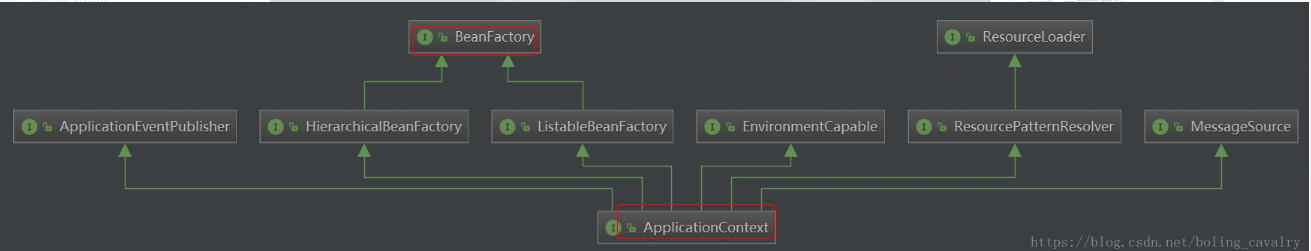 BeanFactory
ResourceLoader
ApplicationEventPublisher
HierarchicalBeanFactory
ListableBeanFactory
EnvironmentCapable
ResourcePatternResolver
MessageSource
ApplicationContext
https://blog.csdn.net/boling_cavalry